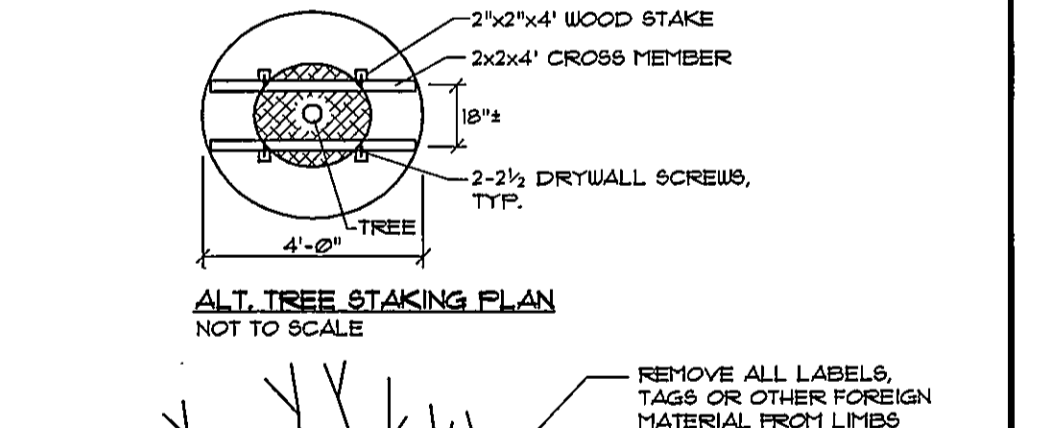 2"x2"x4' WOOD STAKE
2x2x4' CROSS MEMBER
18"±
2-2½ DRYWALL SCREWS,
TYP.
TREE
4'-0"
ALT. TREE STAKING PLAN
NOT TO SCALE
REMOVE ALL LABELS,
TAGS OR OTHER FOREIGN
MATERIAL FROM LIMBS